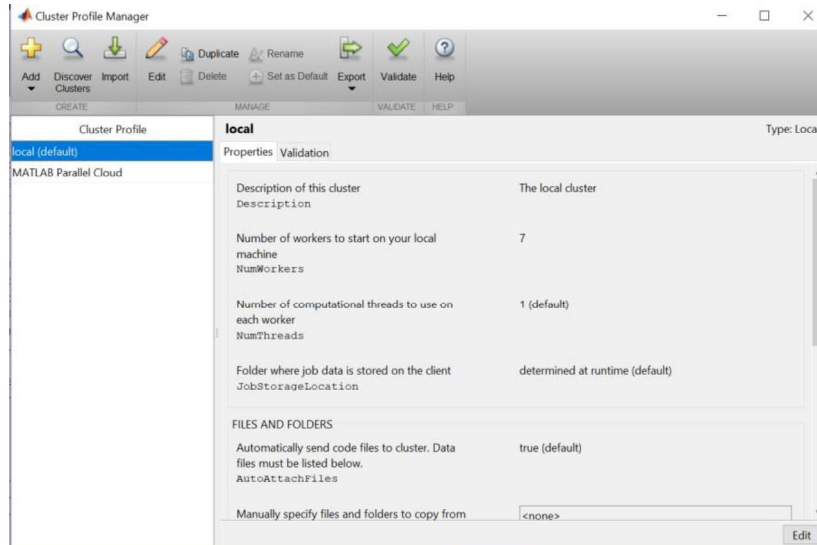 Cluster Profile Manager
Add
Discover Clusters
Import
Edit
Duplicate
Delete
Rename
Set as Default
Export
Validate
Help
CREATE
MANAGE
VALIDATE
HELP
Cluster Profile
local (default)
MATLAB Parallel Cloud
local
Type: Loca
Properties
Validation
Description of this cluster
The local cluster
Description
Number of workers to start on your local
7
machine
NumWorkers
Number of computational threads to use on
1 (default)
each worker
NumThreads
Folder where job data is stored on the client
determined at runtime (default)
JobStorageLocation
FILES AND FOLDERS
Automatically send code files to cluster. Data
true (default)
files must be listed below.
AutoAttachFiles
Manually specify files and folders to copy from
<none>
Edit